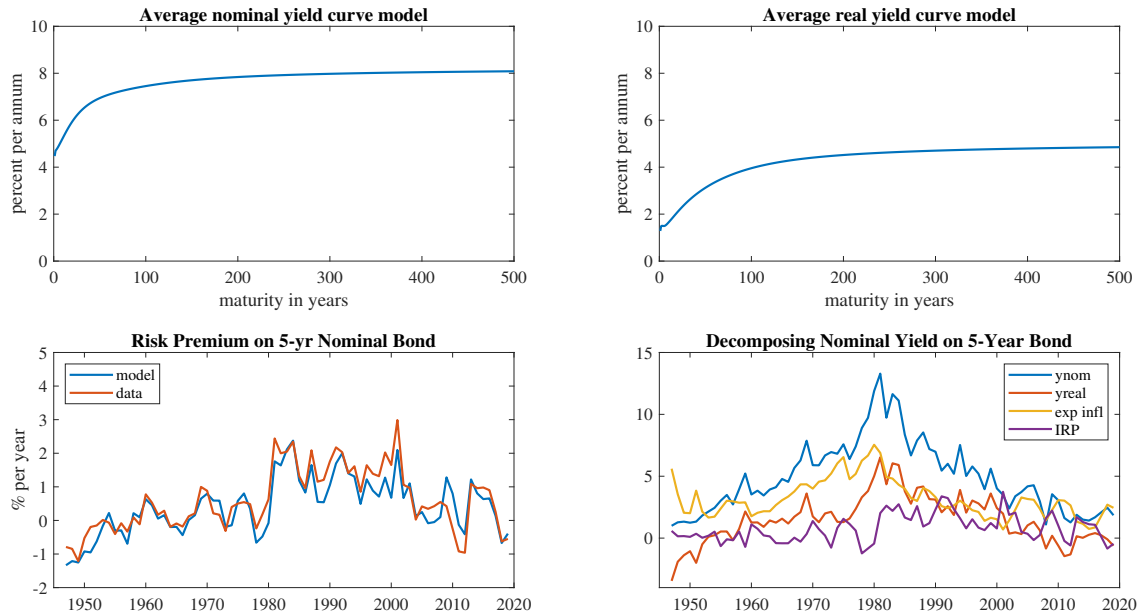 Average nominal yield curve model
10
8
6
4
2
0
percent per annum
0 100 200 300 400 500
maturity in years
Average real yield curve model
10
8
6
4
2
0
percent per annum
0 100 200 300 400 500
maturity in years
Risk Premium on 5-yr Nominal Bond
5
4
3
2
1
0
-1
-2
% per year
model
data
1950 1960 1970 1980 1990 2000 2010 2020
Decomposing Nominal Yield on 5-Year Bond
15
10
5
0
ynom
yreal
exp infl
IRP
1950 1960 1970 1980 1990 2000 2010 2020